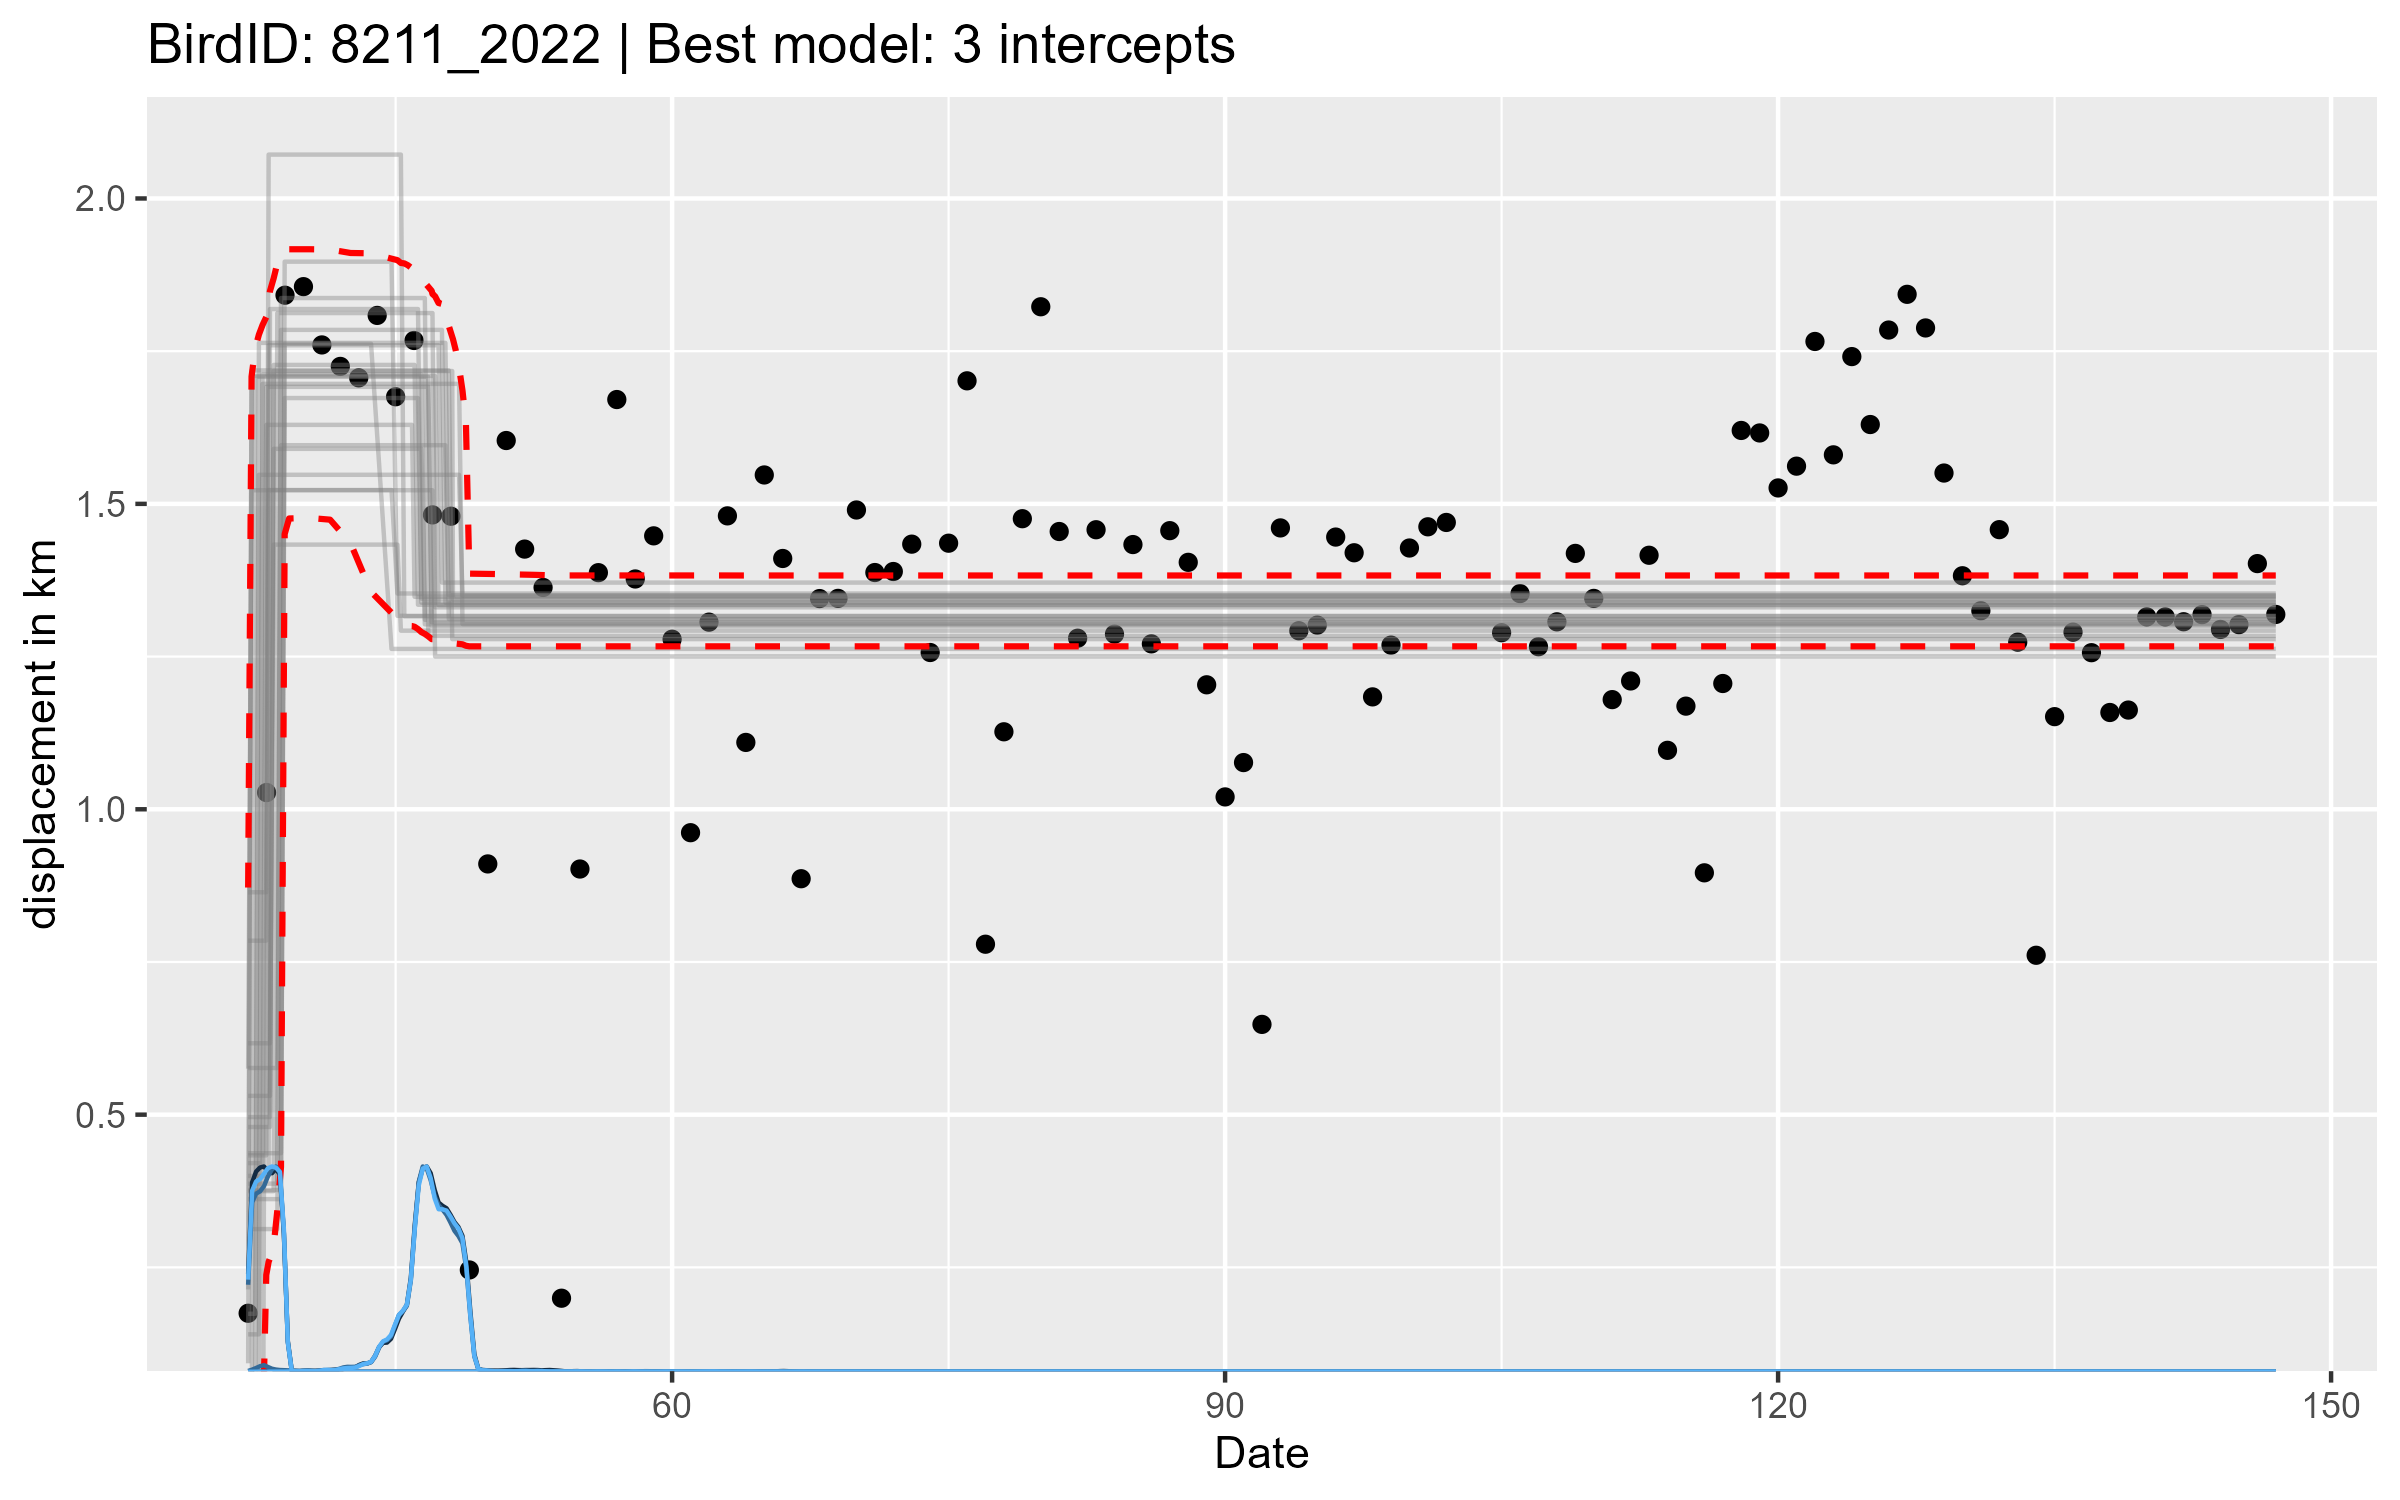 BirdID: 8211_2022 | Best model: 3 intercepts
displacement in km
2.0
1.5
1.0
0.5
60
90
120
150
Date